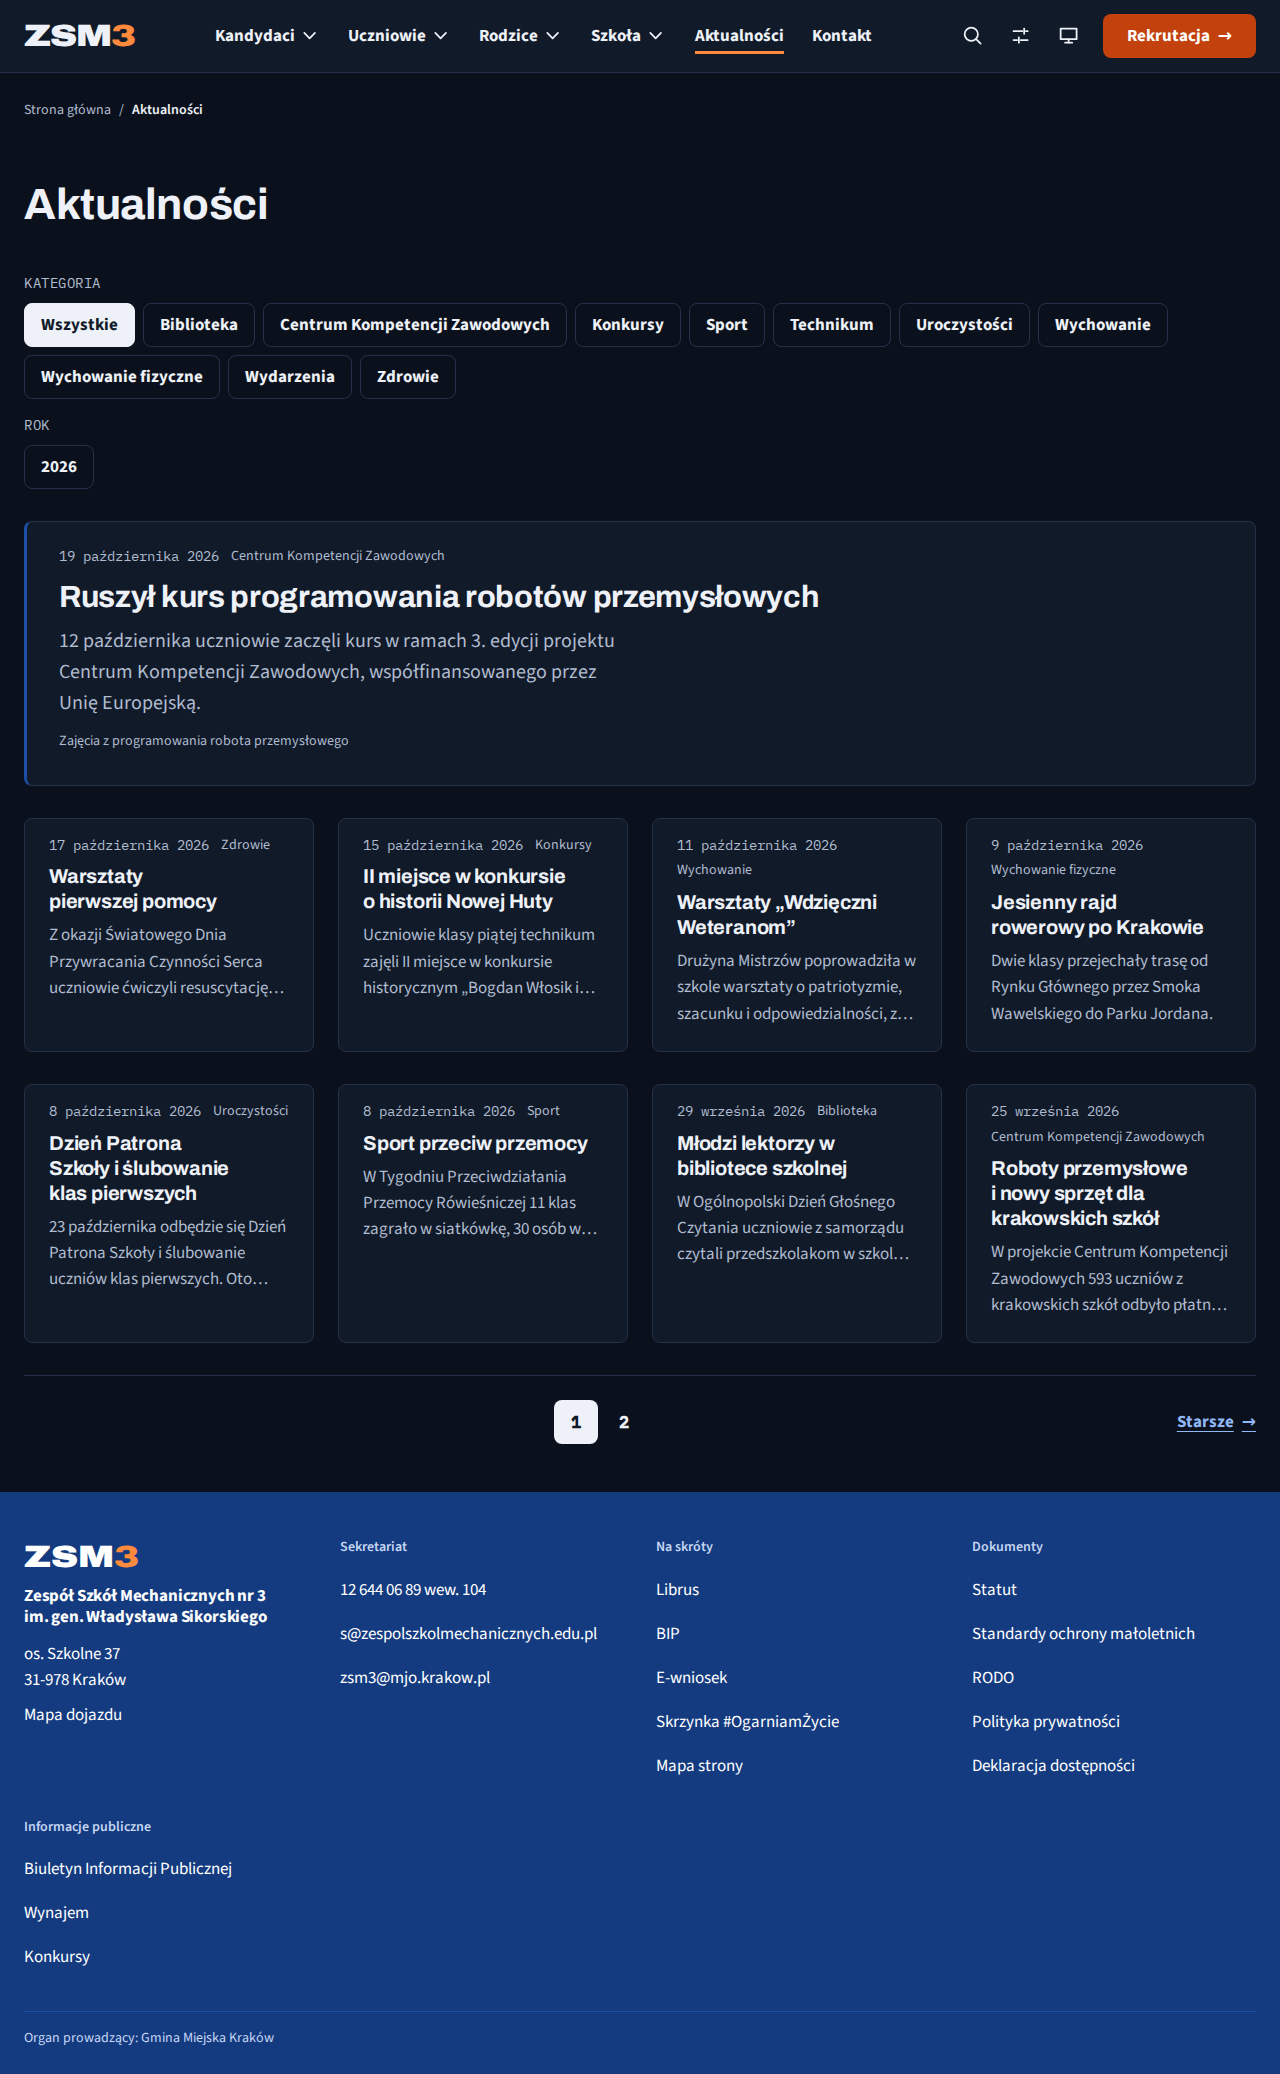 ZSM3
Kandydaci
Uczniowie
Rodzice
Szkoła
Aktualności
Kontakt
Rekrutacja →
Strona główna / Aktualności
Aktualności
KATEGORIA
Wszystkie
Biblioteka
Centrum Kompetencji Zawodowych
Konkursy
Sport
Technikum
Uroczystości
Wychowanie
Wychowanie fizyczne
Wydarzenia
Zdrowie
ROK
2026
19 października 2026 Centrum Kompetencji Zawodowych
Ruszył kurs programowania robotów przemysłowych
12 października uczniowie zaczęli kurs w ramach 3. edycji projektu
Centrum Kompetencji Zawodowych, współfinansowanego przez
Unię Europejską.
Zajęcia z programowania robota przemysłowego
17 października 2026 Zdrowie
Warsztaty
pierwszej pomocy
Z okazji Światowego Dnia
Przywracania Czynności Serca
uczniowie ćwiczyli resuscytację…
15 października 2026 Konkursy
II miejsce w konkursie
o historii Nowej Huty
Uczniowie klasy piątej technikum
zajęli II miejsce w konkursie
historycznym „Bogdan Włosik i…
11 października 2026
Wychowanie
Warsztaty „Wdzięczni
Weteranom”
Drużyna Mistrzów poprowadziła w
szkole warsztaty o patriotyzmie,
szacunku i odpowiedzialności, z…
9 października 2026
Wychowanie fizyczne
Jesienny rajd
rowerowy po Krakowie
Dwie klasy przejechały trasę od
Rynku Głównego przez Smoka
Wawelskiego do Parku Jordana.
8 października 2026 Uroczystości
Dzień Patrona
Szkoły i ślubowanie
klas pierwszych
23 października odbędzie się Dzień
Patrona Szkoły i ślubowanie
uczniów klas pierwszych. Oto…
8 października 2026 Sport
Sport przeciw przemocy
W Tygodniu Przeciwdziałania
Przemocy Rówieśniczej 11 klas
zagrało w siatkówkę, 30 osób w…
29 września 2026 Biblioteka
Młodzi lektorzy w
bibliotece szkolnej
W Ogólnopolski Dzień Głośnego
Czytania uczniowie z samorządu
czytali przedszkolakom w szkol…
25 września 2026
Centrum Kompetencji Zawodowych
Roboty przemysłowe
i nowy sprzęt dla
krakowskich szkół
W projekcie Centrum Kompetencji
Zawodowych 593 uczniów z
krakowskich szkół odbyło płatn…
1
2
Starsze →
ZSM3
Zespół Szkół Mechanicznych nr 3
im. gen. Władysława Sikorskiego
os. Szkolne 37
31-978 Kraków
Mapa dojazdu
Sekretariat
12 644 06 89 wew. 104
s@zespolszkolmechanicznych.edu.pl
zsm3@mjo.krakow.pl
Na skróty
Librus
BIP
E-wniosek
Skrzynka #OgarniamŻycie
Mapa strony
Dokumenty
Statut
Standardy ochrony małoletnich
RODO
Polityka prywatności
Deklaracja dostępności
Informacje publiczne
Biuletyn Informacji Publicznej
Wynajem
Konkursy
Organ prowadzący: Gmina Miejska Kraków